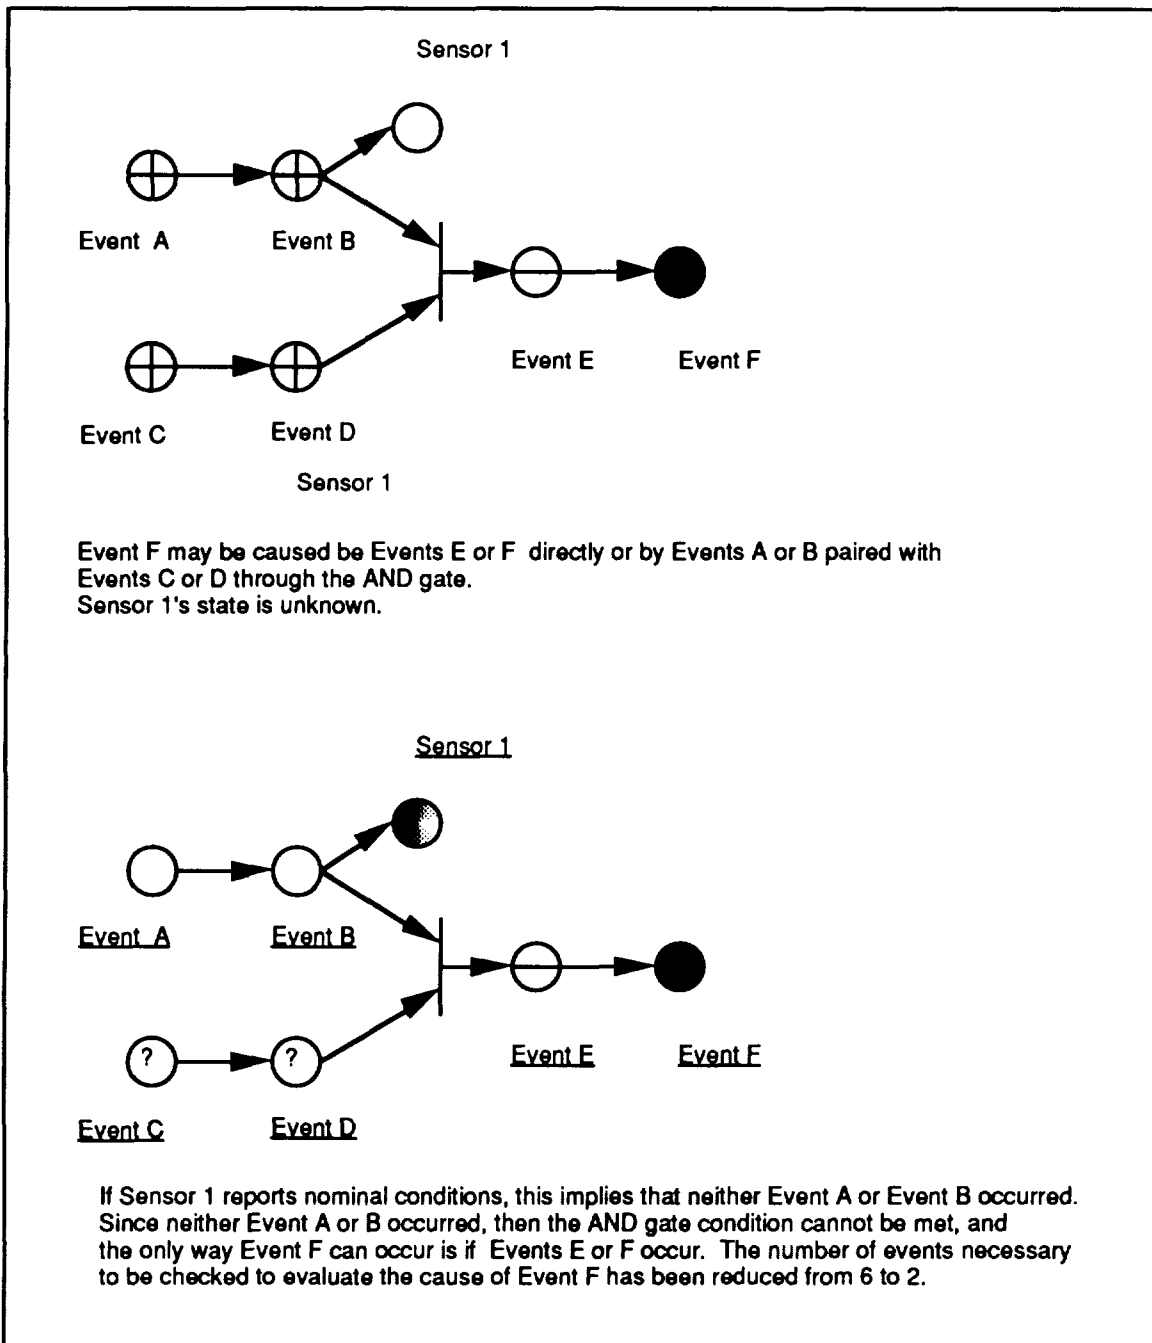 Sensor 1
Event A
Event B
Event C
Event D
Event E
Event F
Sensor 1
Event F may be caused be Events E or F directly or by Events A or B paired with
Events C or D through the AND gate.
Sensor 1's state is unknown.
Sensor 1
Event A
Event B
Event E
Event F
? ?
Event C
Event D
If Sensor 1 reports nominal conditions, this implies that neither Event A or Event B occurred.
Since neither Event A or B occurred, then the AND gate condition cannot be met, and
the only way Event F can occur is if Events E or F occur. The number of events necessary
to be checked to evaluate the cause of Event F has been reduced from 6 to 2.